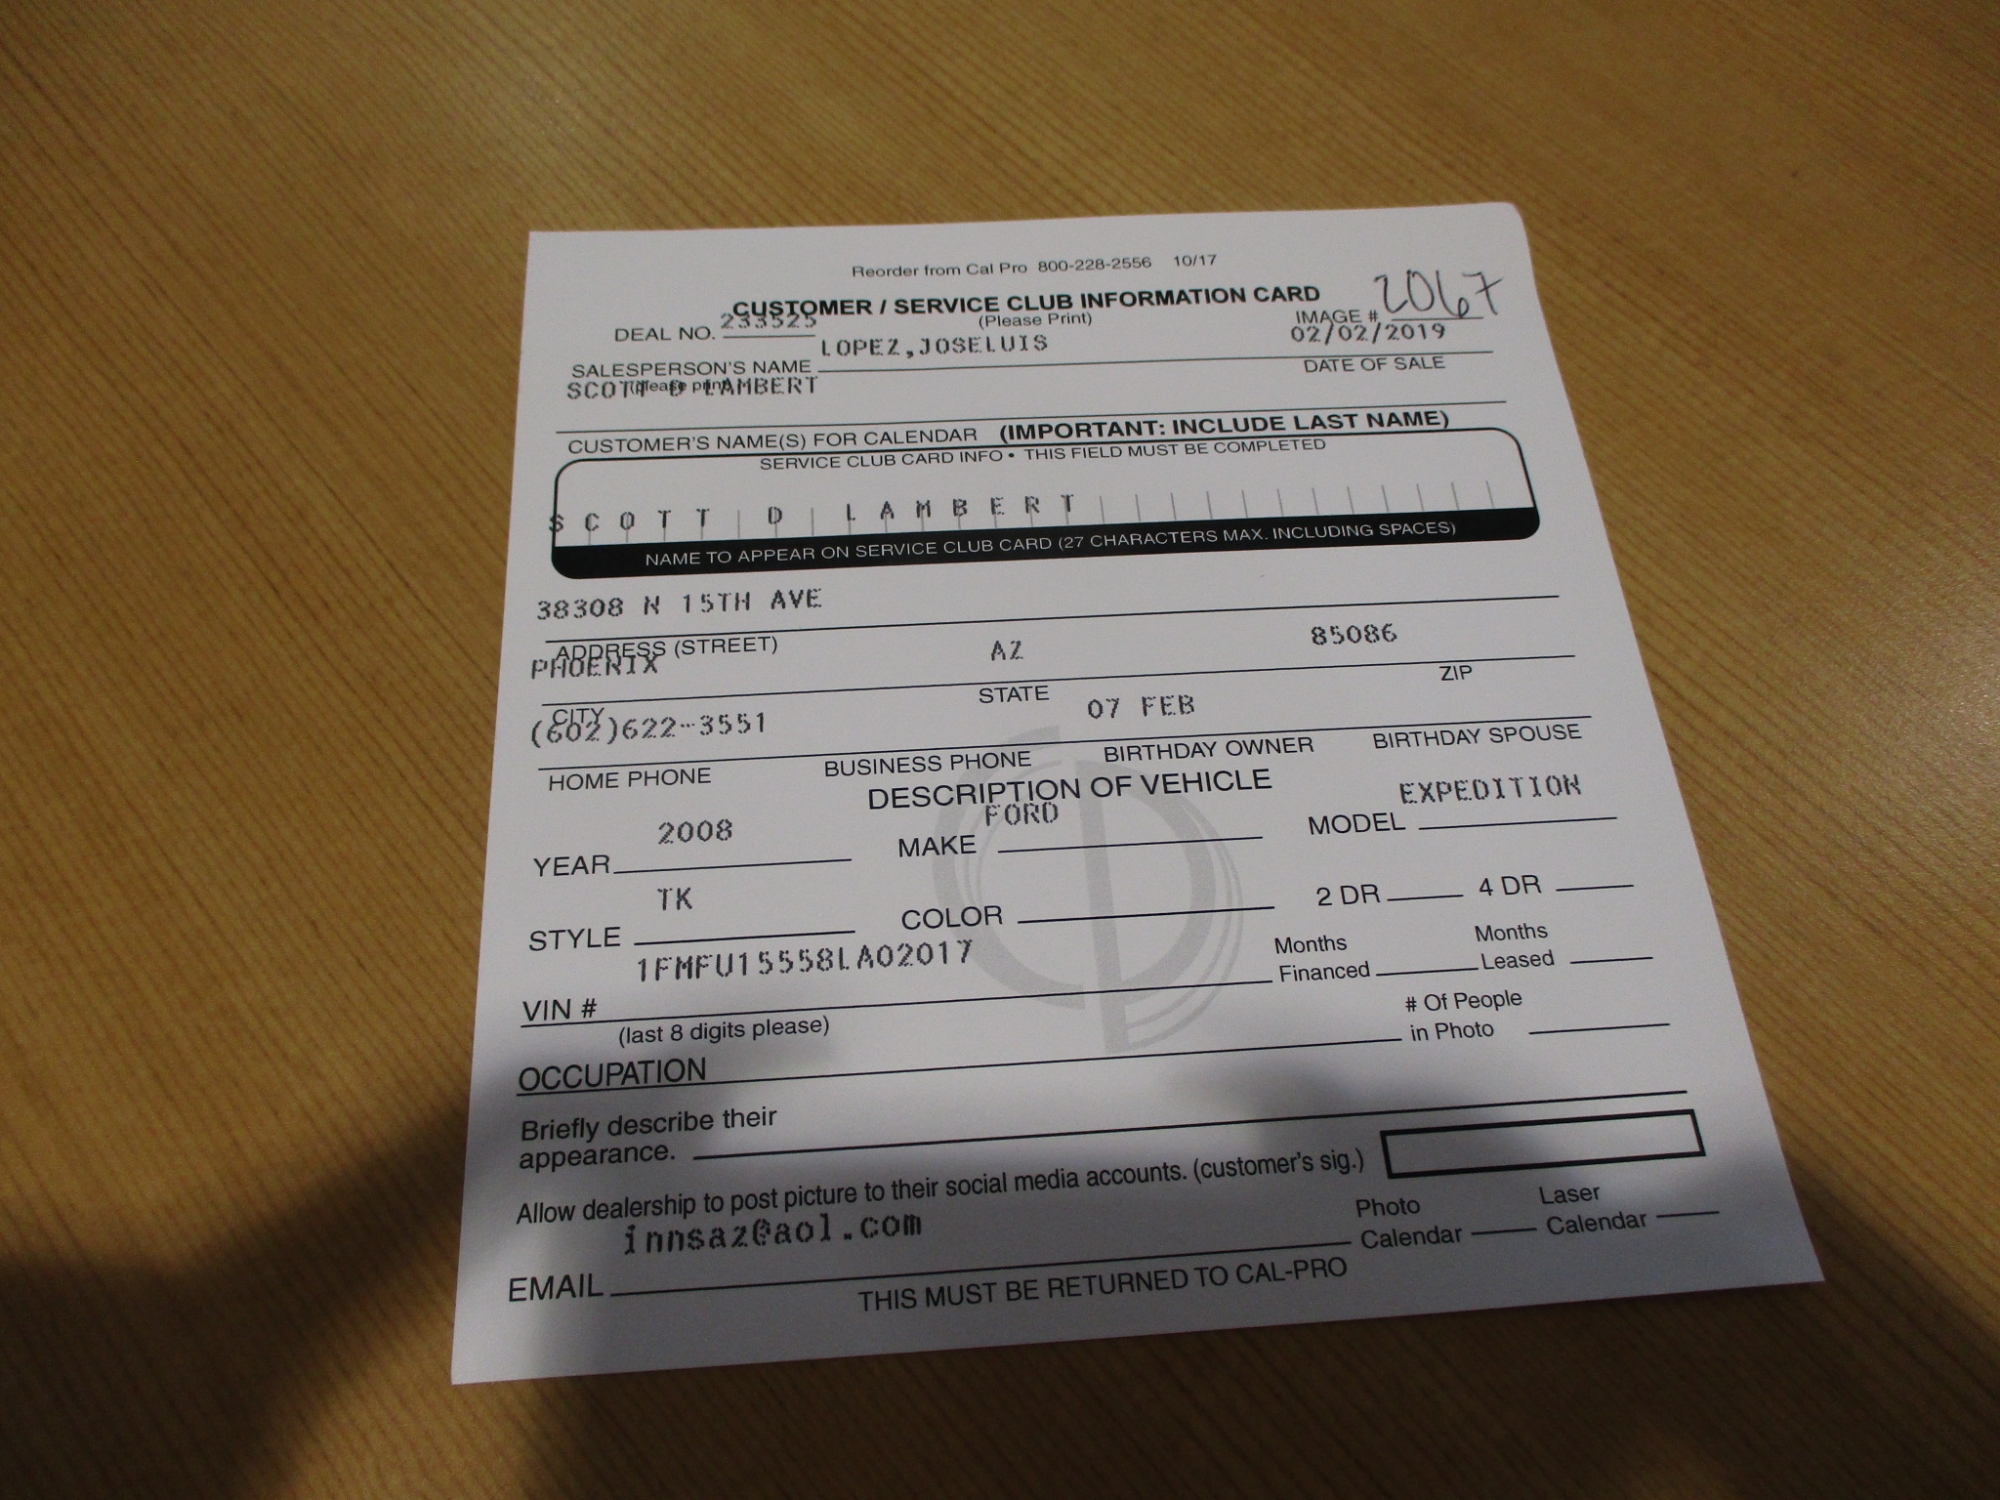 Reorder from Cal Pro 800-228-2556 10/17
CUSTOMER / SERVICE CLUB INFORMATION CARD
DEAL NO. 233525 (Please Print) IMAGE # 2067
LOPEZ,JOSELUIS 02/02/2019
SALESPERSON'S NAME DATE OF SALE
(please print)
SCOTT D LAMBERT
CUSTOMER'S NAME(S) FOR CALENDAR (IMPORTANT: INCLUDE LAST NAME)
SERVICE CLUB CARD INFO • THIS FIELD MUST BE COMPLETED
SCOTT D LAMBERT
NAME TO APPEAR ON SERVICE CLUB CARD (27 CHARACTERS MAX. INCLUDING SPACES)
38308 N 15TH AVE
ADDRESS (STREET)
PHOENIX AZ 85086
CITY STATE ZIP
(602)622-3551 07 FEB
HOME PHONE BUSINESS PHONE BIRTHDAY OWNER BIRTHDAY SPOUSE
DESCRIPTION OF VEHICLE
YEAR 2008 MAKE FORD MODEL EXPEDITION
STYLE TK COLOR 2 DR 4 DR
VIN # 1FMFU15558LA02017 Months Financed Months Leased
(last 8 digits please) # Of People in Photo
OCCUPATION
Briefly describe their
appearance.
Allow dealership to post picture to their social media accounts. (customer's sig.)
EMAIL innsaz@aol.com Photo Calendar Laser Calendar
THIS MUST BE RETURNED TO CAL-PRO